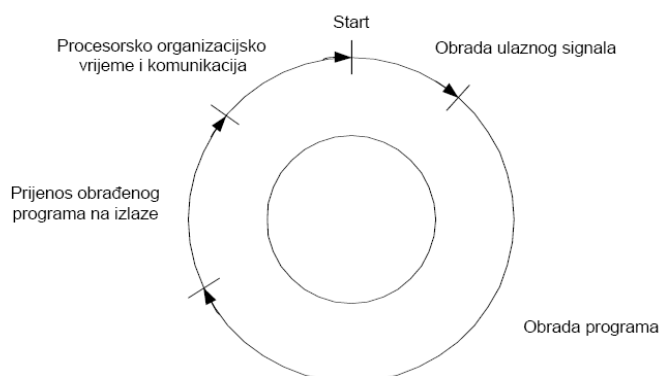 Start
Procesorsko organizacijsko
vrijeme i komunikacija
Obrada ulaznog signala
Prijenos obrađenog
programa na izlaze
Obrada programa